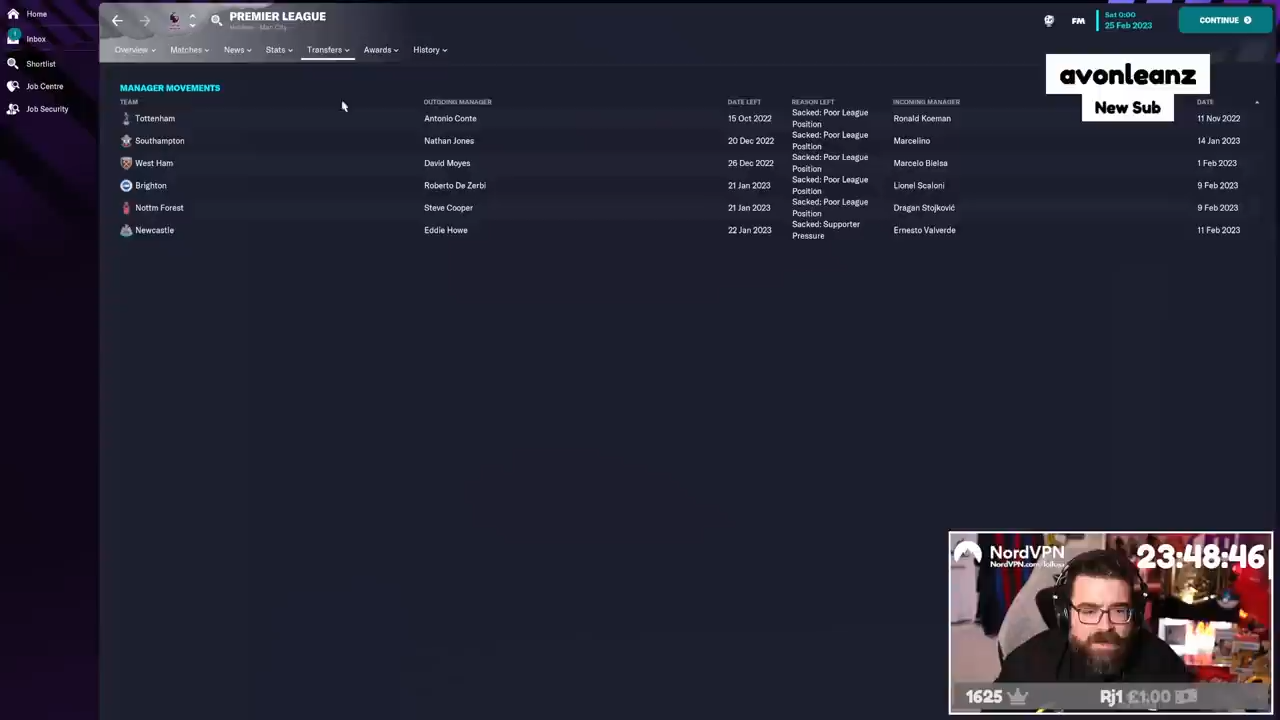 Home
Inbox
Shortlist
Job Centre
Job Security
PREMIER LEAGUE
Sat 0:00
25 Feb 2023
FM
CONTINUE
Overview
Matches
News
Stats
Transfers
Awards
History
avonleanz
New Sub
MANAGER MOVEMENTS
TEAM OUTGOING MANAGER DATE LEFT REASON LEFT INCOMING MANAGER DATE
Tottenham Antonio Conte 15 Oct 2022 Sacked: Poor League Position Ronald Koeman 11 Nov 2022
Southampton Nathan Jones 20 Dec 2022 Sacked: Poor League Position Marcelino 14 Jan 2023
West Ham David Moyes 26 Dec 2022 Sacked: Poor League Position Marcelo Bielsa 1 Feb 2023
Brighton Roberto De Zerbi 21 Jan 2023 Sacked: Poor League Position Lionel Scaloni 9 Feb 2023
Nottm Forest Steve Cooper 21 Jan 2023 Sacked: Poor League Position Dragan Stojković 9 Feb 2023
Newcastle Eddie Howe 22 Jan 2023 Sacked: Supporter Pressure Ernesto Valverde 11 Feb 2023
NordVPN
23:48:46
1625
Rj1 £1.00